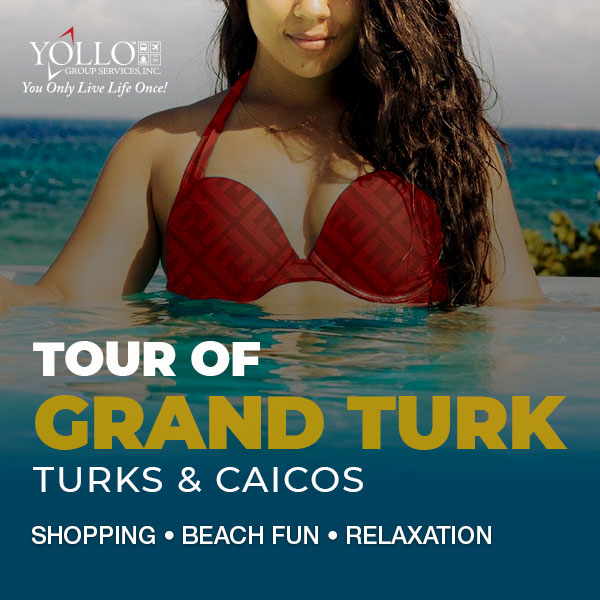 YOLLO
GROUP SERVICES, INC.
You Only Live Life Once!
TOUR OF
GRAND TURK
TURKS & CAICOS
SHOPPING • BEACH FUN • RELAXATION